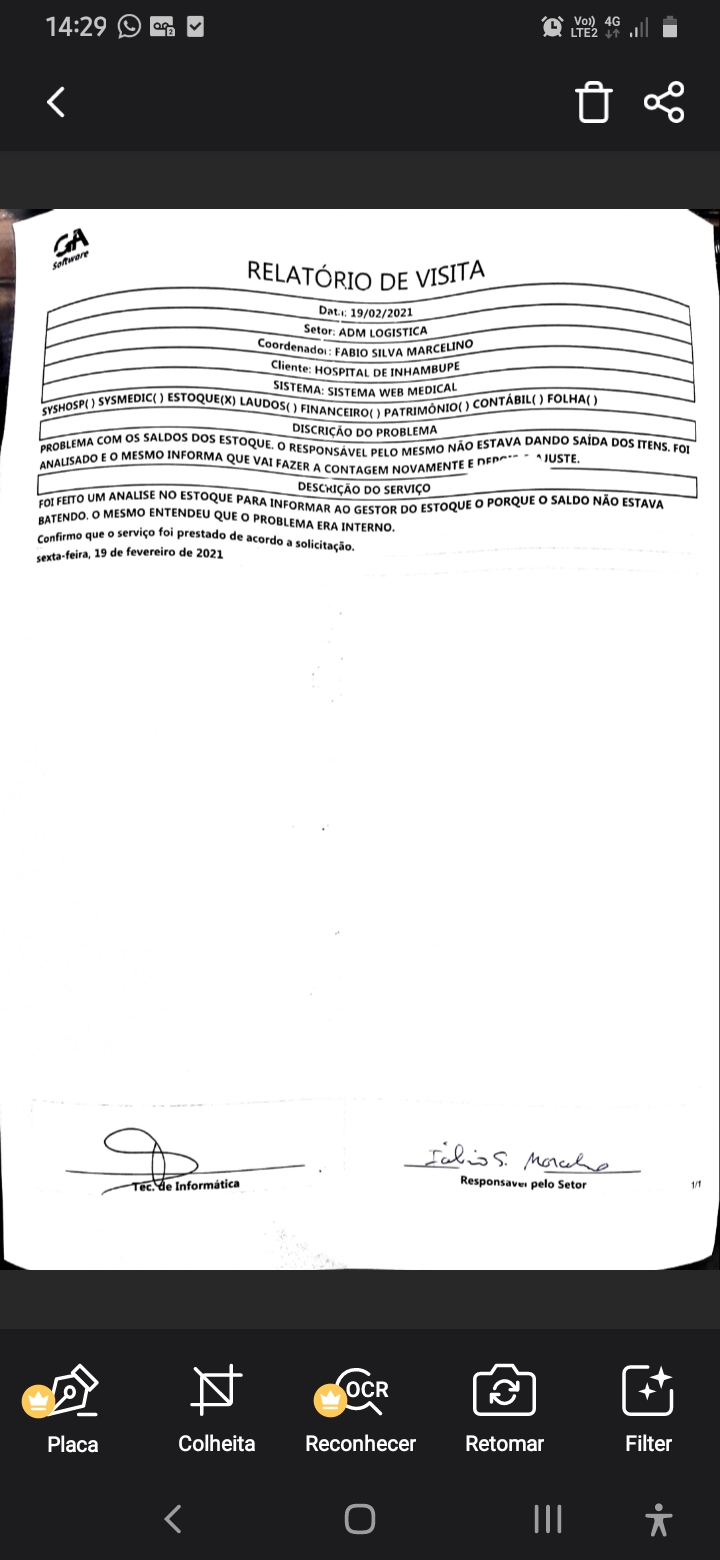 14:29
Vo)) 4G
LTE2
GA
Software
RELATÓRIO DE VISITA
Data: 19/02/2021
Setor: ADM LOGISTICA
Coordenador: FABIO SILVA MARCELINO
Cliente: HOSPITAL DE INHAMBUPE
SISTEMA: SISTEMA WEB MEDICAL
SYSHOSP( ) SYSMEDIC( ) ESTOQUE(X) LAUDOS( ) FINANCEIRO( ) PATRIMÔNIO( ) CONTÁBIL( ) FOLHA( )
DISCRIÇÃO DO PROBLEMA
PROBLEMA COM OS SALDOS DOS ESTOQUE. O RESPONSÁVEL PELO MESMO NÃO ESTAVA DANDO SAÍDA DOS ITENS. FOI
ANALISADO E O MESMO INFORMA QUE VAI FAZER A CONTAGEM NOVAMENTE E AJUSTE.
DESCRIÇÃO DO SERVIÇO
FOI FEITO UM ANALISE NO ESTOQUE PARA INFORMAR AO GESTOR DO ESTOQUE O PORQUE O SALDO NÃO ESTAVA
BATENDO. O MESMO ENTENDEU QUE O PROBLEMA ERA INTERNO.
Confirmo que o serviço foi prestado de acordo a solicitação.
sexta-feira, 19 de fevereiro de 2021
Fábio S.
Tec. de Informática
Responsavel pelo Setor
1/1
OCR
Placa
Colheita
Reconhecer
Retomar
Filter